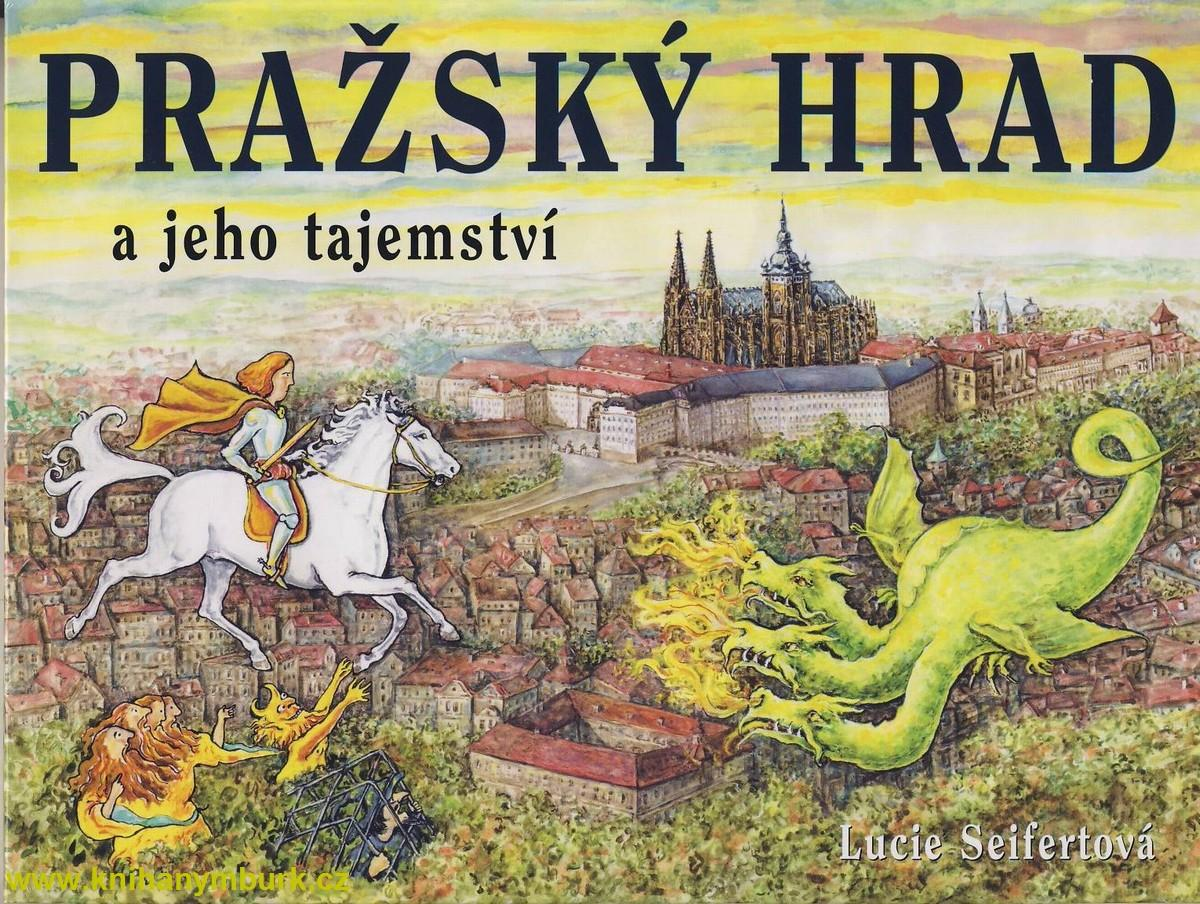 PRAŽSKÝ HRAD
a jeho tajemství
Lucie Seifertová
www.knihanymburk.cz